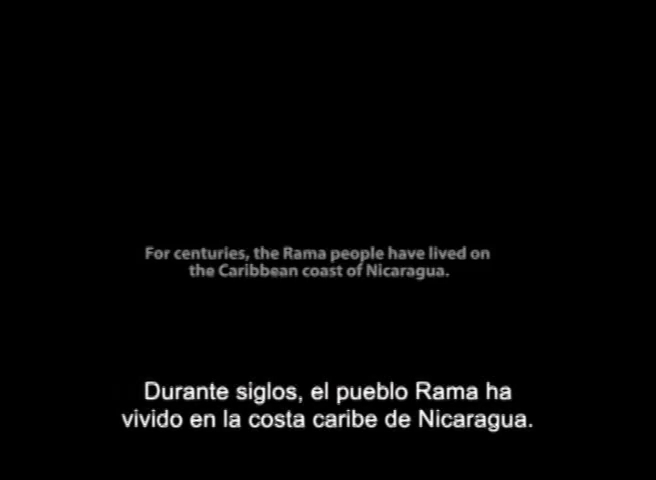 For centuries, the Rama people have lived on
the Caribbean coast of Nicaragua.
Durante siglos, el pueblo Rama ha
vivido en la costa caribe de Nicaragua.